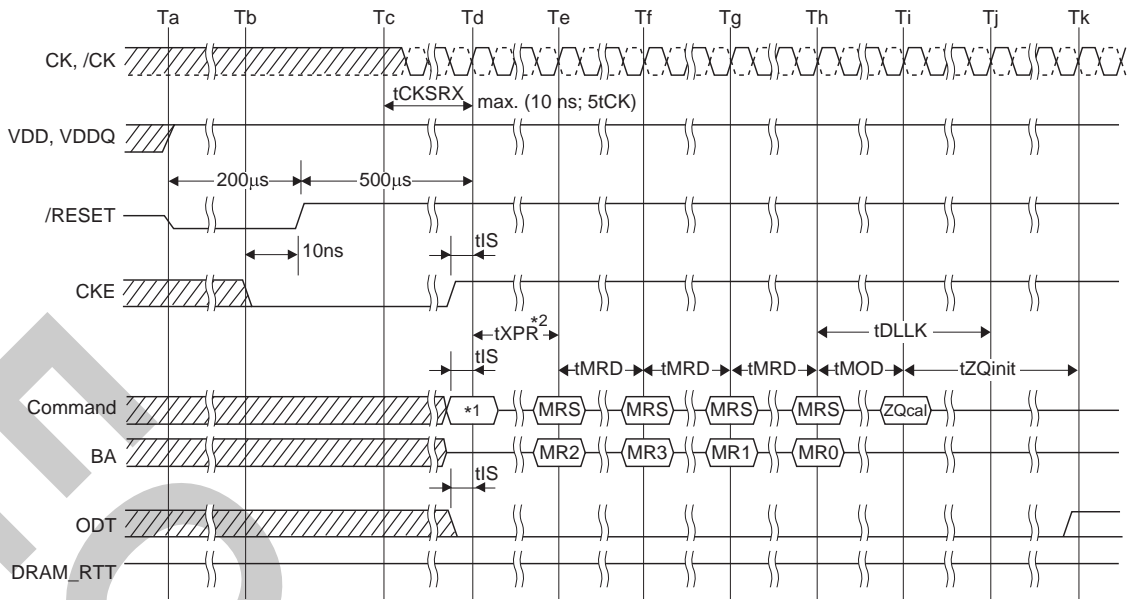 Ta Tb Tc Td Te Tf Tg Th Ti Tj Tk
CK, /CK
tCKSRX max. (10 ns; 5tCK)
VDD, VDDQ
200μs 500μs
/RESET
10ns tIS
CKE
tXPR*2 tDLLK
tIS
tMRD tMRD tMRD tMOD tZQinit
Command *1 MRS MRS MRS MRS ZQcal
BA MR2 MR3 MR1 MR0
tIS
ODT
DRAM_RTT